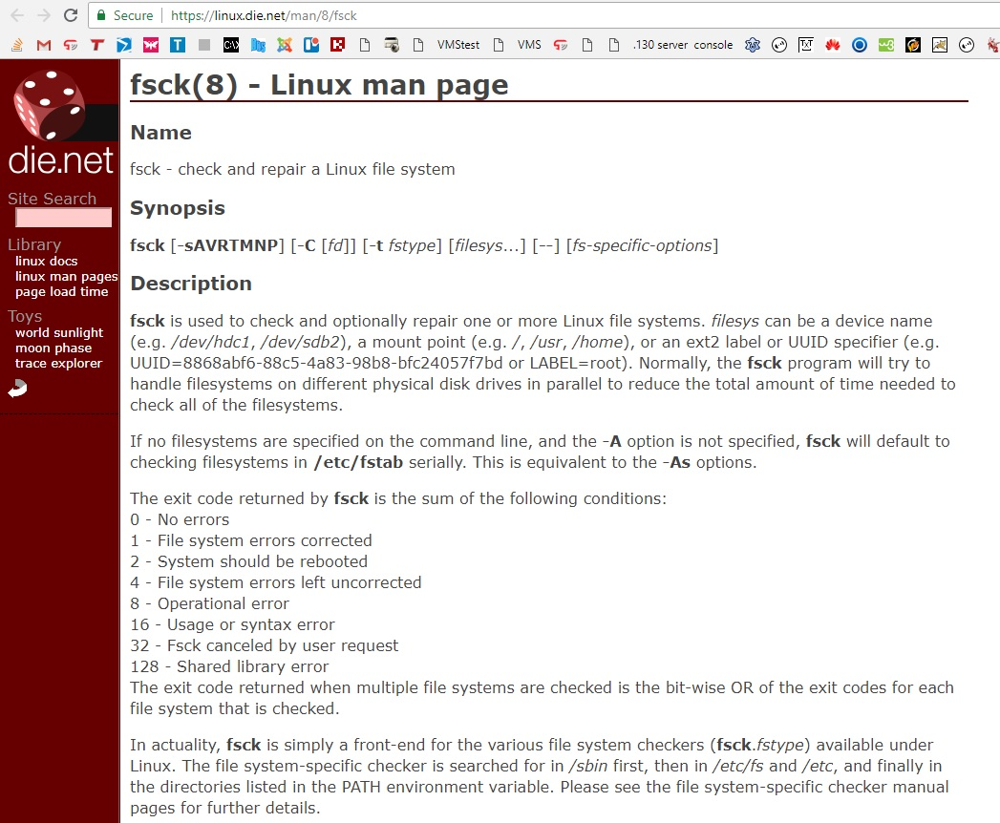 Secure | https://linux.die.net/man/8/fsck
VMStest VMS .130 server console
die.net
Site Search
Library
linux docs
linux man pages
page load time
Toys
world sunlight
moon phase
trace explorer
fsck(8) - Linux man page
Name
fsck - check and repair a Linux file system
Synopsis
fsck [-sAVRTMNP] [-C [fd]] [-t fstype] [filesys...] [--] [fs-specific-options]
Description
fsck is used to check and optionally repair one or more Linux file systems. filesys can be a device name
(e.g. /dev/hdc1, /dev/sdb2), a mount point (e.g. /, /usr, /home), or an ext2 label or UUID specifier (e.g.
UUID=8868abf6-88c5-4a83-98b8-bfc24057f7bd or LABEL=root). Normally, the fsck program will try to
handle filesystems on different physical disk drives in parallel to reduce the total amount of time needed to
check all of the filesystems.
If no filesystems are specified on the command line, and the -A option is not specified, fsck will default to
checking filesystems in /etc/fstab serially. This is equivalent to the -As options.
The exit code returned by fsck is the sum of the following conditions:
0 - No errors
1 - File system errors corrected
2 - System should be rebooted
4 - File system errors left uncorrected
8 - Operational error
16 - Usage or syntax error
32 - Fsck canceled by user request
128 - Shared library error
The exit code returned when multiple file systems are checked is the bit-wise OR of the exit codes for each
file system that is checked.
In actuality, fsck is simply a front-end for the various file system checkers (fsck.fstype) available under
Linux. The file system-specific checker is searched for in /sbin first, then in /etc/fs and /etc, and finally in
the directories listed in the PATH environment variable. Please see the file system-specific checker manual
pages for further details.